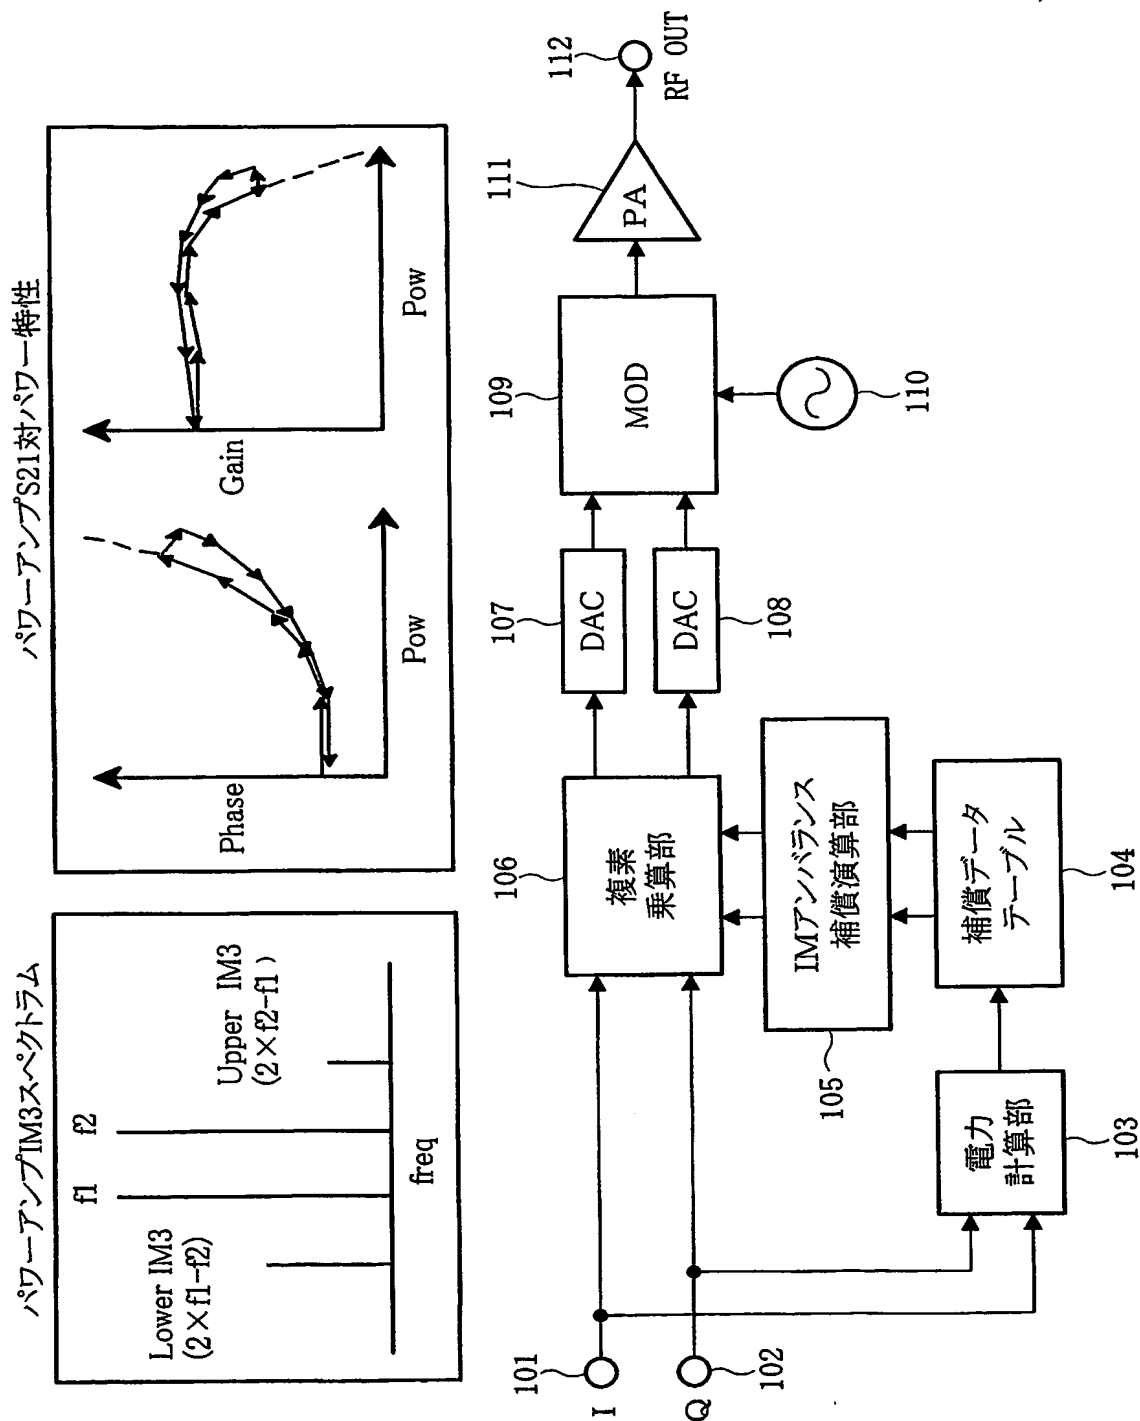 パワーアンプIM3スペクトラム
Lower IM3
(2×f1-f2)
f1
f2
Upper IM3
(2×f2-f1)
freq
パワーアンプS21対パワー特性
Phase
Pow
Gain
Pow
101
I
102
Q
103
電力
計算部
104
補償データ
テーブル
105
IMアンバランス
補償演算部
106
複素
乗算部
107
DAC
108
DAC
109
MOD
110
111
PA
112
RF OUT